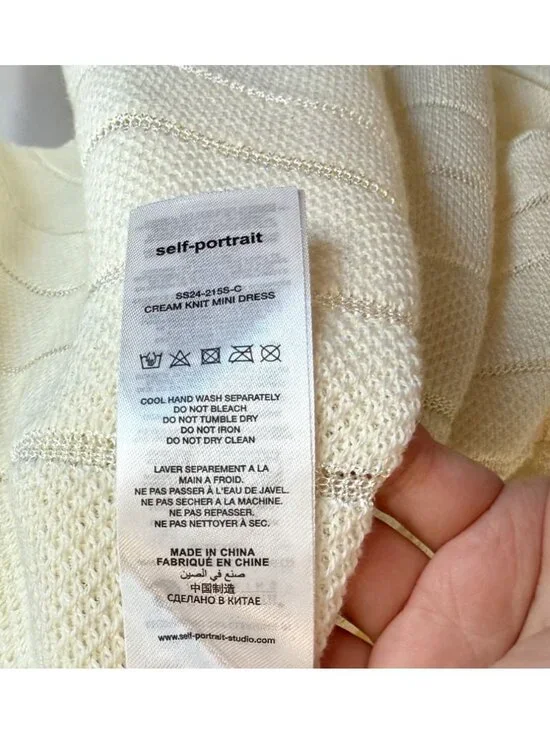 self-portrait
SS24-215S-C
CREAM KNIT MINI DRESS
COOL HAND WASH SEPARATELY
DO NOT BLEACH
DO NOT TUMBLE DRY
DO NOT IRON
DO NOT DRY CLEAN
LAVER SEPAREMENT A LA
MAIN A FROID.
NE PAS PASSER À L'EAU DE JAVEL.
NE PAS SECHER A LA MACHINE.
NE PAS REPASSER.
NE PAS NETTOYER À SEC.
MADE IN CHINA
FABRIQUÉ EN CHINE
صنع في الصين
中国制造
СДЕЛАНО В КИТАЕ
www.self-portrait-studio.com